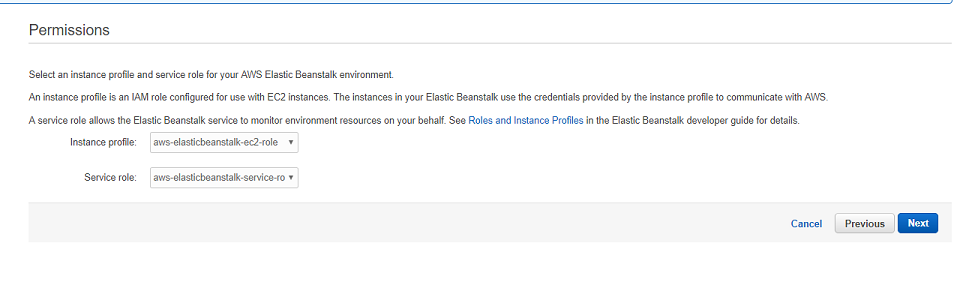 Permissions
Select an instance profile and service role for your AWS Elastic Beanstalk environment.
An instance profile is an IAM role configured for use with EC2 instances. The instances in your Elastic Beanstalk use the credentials provided by the instance profile to communicate with AWS.
A service role allows the Elastic Beanstalk service to monitor environment resources on your behalf. See Roles and Instance Profiles in the Elastic Beanstalk developer guide for details.
Instance profile: aws-elasticbeanstalk-ec2-role
Service role: aws-elasticbeanstalk-service-ro
Cancel Previous Next